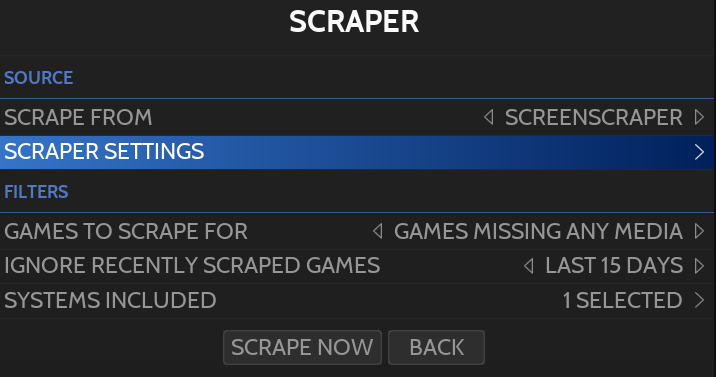 SCRAPER
SOURCE
SCRAPE FROM SCREENSCRAPER
SCRAPER SETTINGS
FILTERS
GAMES TO SCRAPE FOR GAMES MISSING ANY MEDIA
IGNORE RECENTLY SCRAPED GAMES LAST 15 DAYS
SYSTEMS INCLUDED 1 SELECTED
SCRAPE NOW BACK